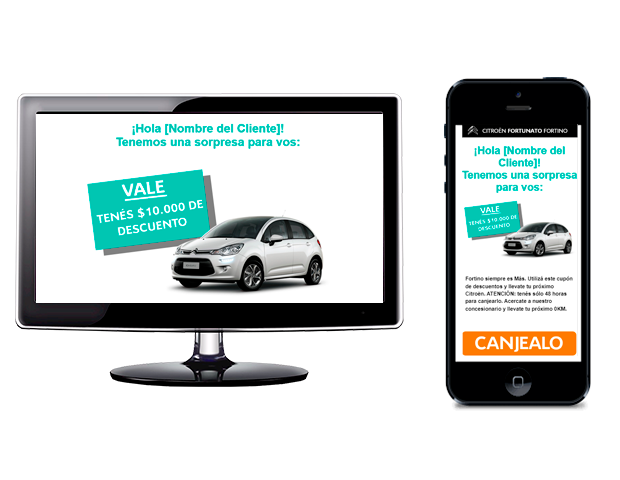 ¡Hola [Nombre del Cliente]!
Tenemos una sorpresa para vos:
VALE
TENÉS $10.000 DE
DESCUENTO
CITROËN FORTUNATO FORTINO
¡Hola [Nombre del
Cliente]!
Tenemos una sorpresa
para vos:
VALE
TENÉS $10.000 DE
DESCUENTO
Fortino siempre es Más. Utilizá este cupón
de descuentos y llevate tu próximo
Citroën. ATENCIÓN: tenés sólo 48 horas
para canjearlo. Acercate a nuestro
concesionario y llevate tu próximo 0KM.
CANJEALO